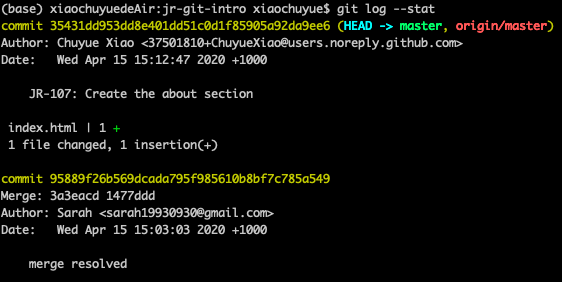 (base) xiaochuyuedeAir:jr-git-intro xiaochuyue$ git log --stat
commit 35431dd953dd8e401dd51c0d1f85905a92da9ee6 (HEAD -> master, origin/master)
Author: Chuyue Xiao <37501810+ChuyueXiao@users.noreply.github.com>
Date:   Wed Apr 15 15:12:47 2020 +1000
    JR-107: Create the about section
 index.html | 1 +
 1 file changed, 1 insertion(+)
commit 95889f26b569dcada795f985610b8bf7c785a549
Merge: 3a3eacd 1477ddd
Author: Sarah <sarah19930930@gmail.com>
Date:   Wed Apr 15 15:03:03 2020 +1000
    merge resolved